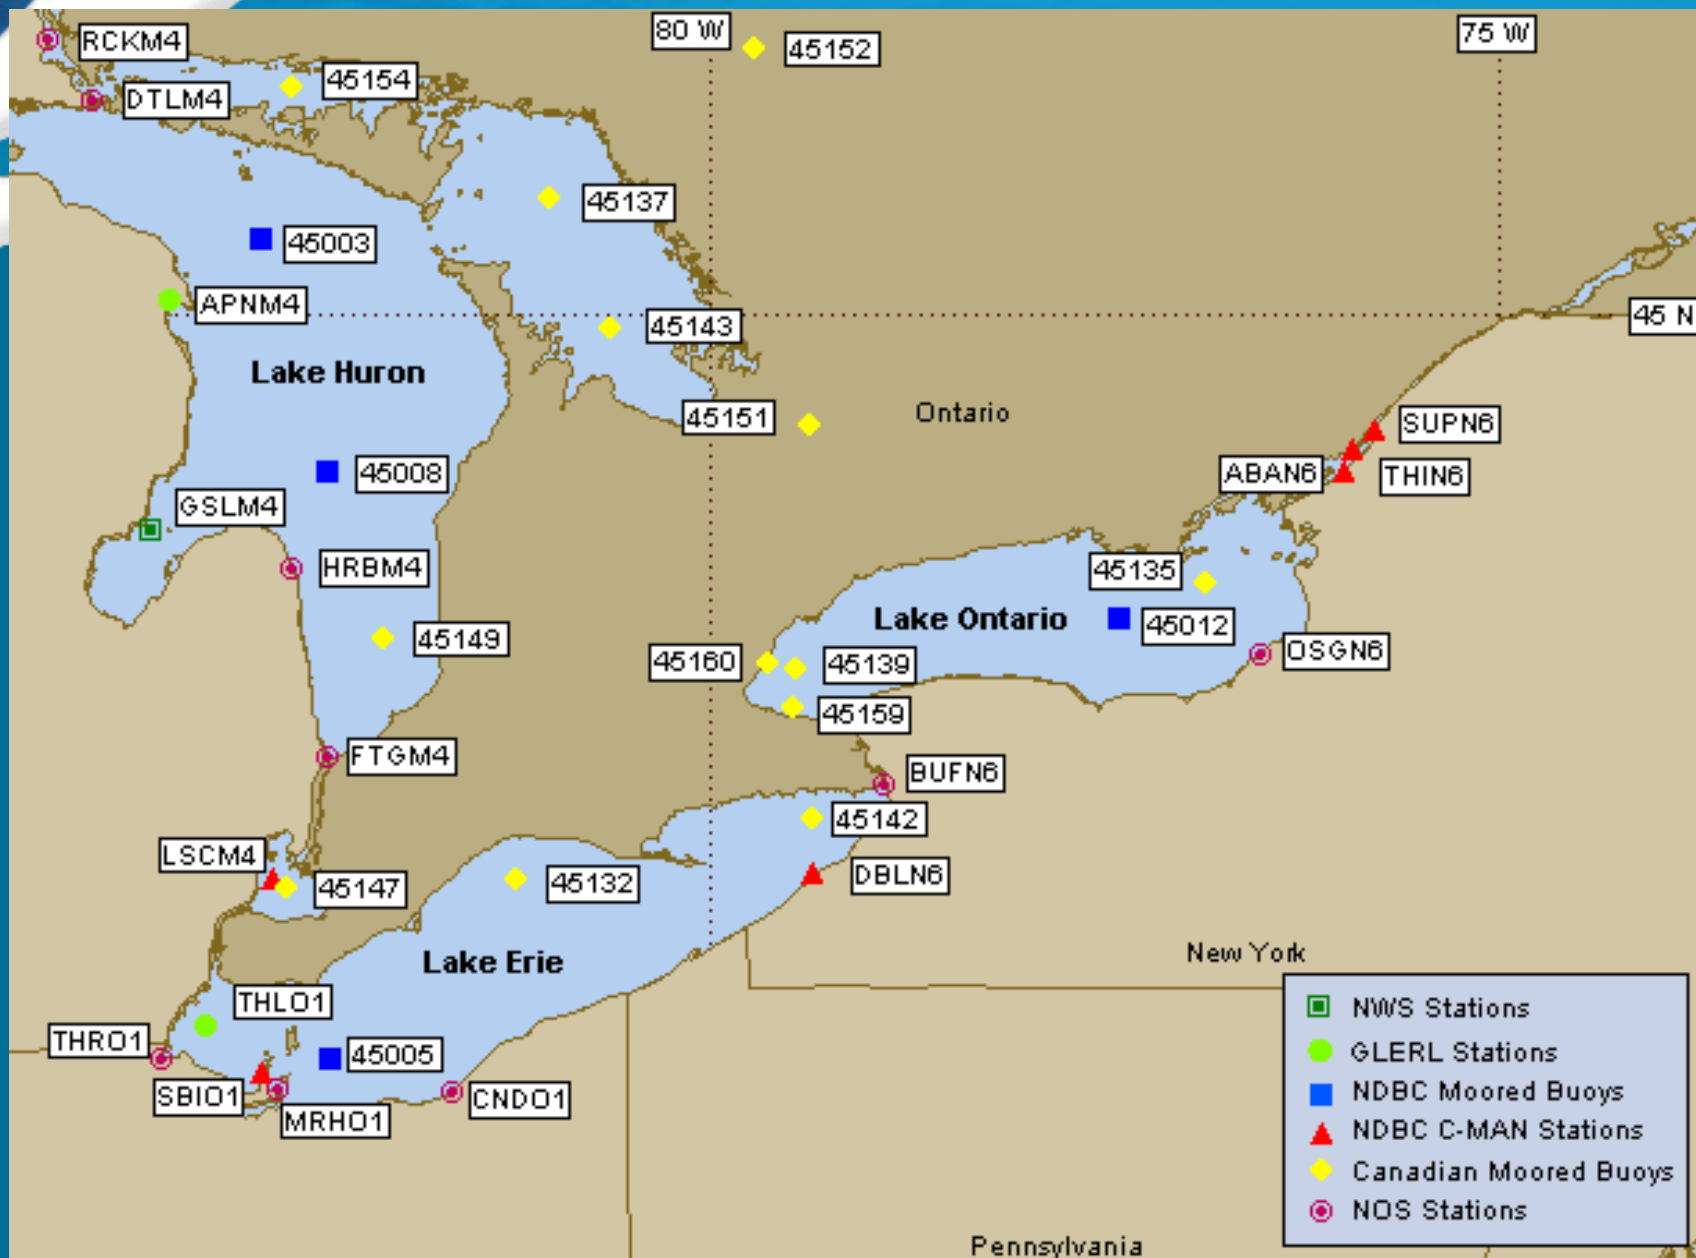 80 W
75 W
RCKM4
45152
45154
DTLM4
45137
45003
APNM4
45143
45 N
Lake Huron
45151
Ontario
SUPN6
45008
ABAN6
THIN6
GSLM4
HRBM4
45135
Lake Ontario
45012
45149
45160
45139
OSGN6
45159
FTGM4
BUFN6
45142
LSCM4
45147
45132
DBLN6
Lake Erie
New York
THLO1
THRO1
45005
SBIO1
MRHO1
CNDO1
NWS Stations
GLERL Stations
NDBC Moored Buoys
NDBC C-MAN Stations
Canadian Moored Buoys
NOS Stations
Pennsylvania